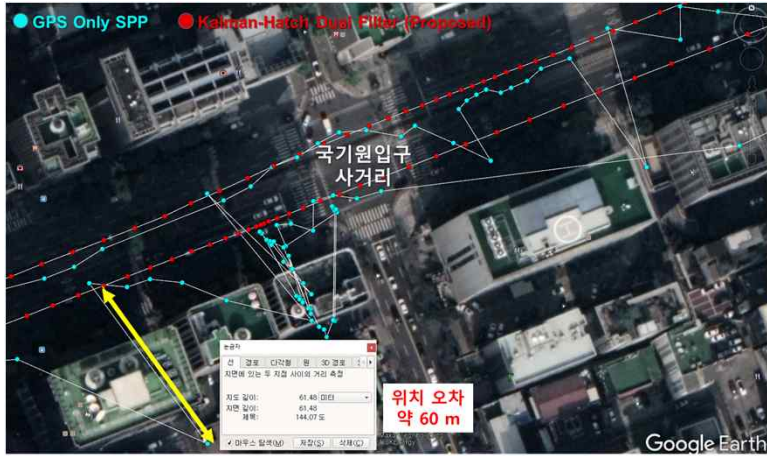 GPS Only SPP
Kalman-Hatch Dual Filter (Proposed)
국기원입구
사거리
눈금자
선 경로 다각형 원 3D 경로
지면에 있는 두 지점 사이의 거리 측정
지도 길이: 61.48 미터
지면 길이: 61.48
제목: 144.07 도
마우스 탐색(M) 저장(S) 삭제(C)
위치 오차
약 60 m
Google Earth